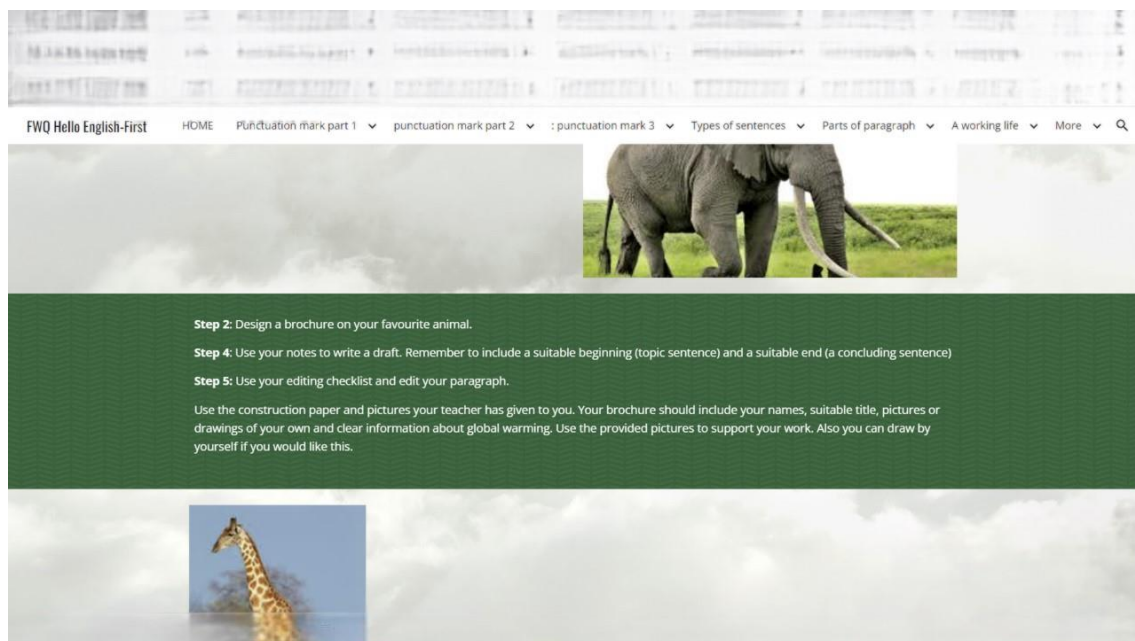 FWQ Hello English-First HOME Punctuation mark part 1 punctuation mark part 2 : punctuation mark 3 Types of sentences Parts of paragraph A working life More
Step 2: Design a brochure on your favourite animal.
Step 4: Use your notes to write a draft. Remember to include a suitable beginning (topic sentence) and a suitable end (a concluding sentence)
Step 5: Use your editing checklist and edit your paragraph.
Use the construction paper and pictures your teacher has given to you. Your brochure should include your names, suitable title, pictures or
drawings of your own and clear information about global warming. Use the provided pictures to support your work. Also you can draw by
yourself if you would like this.